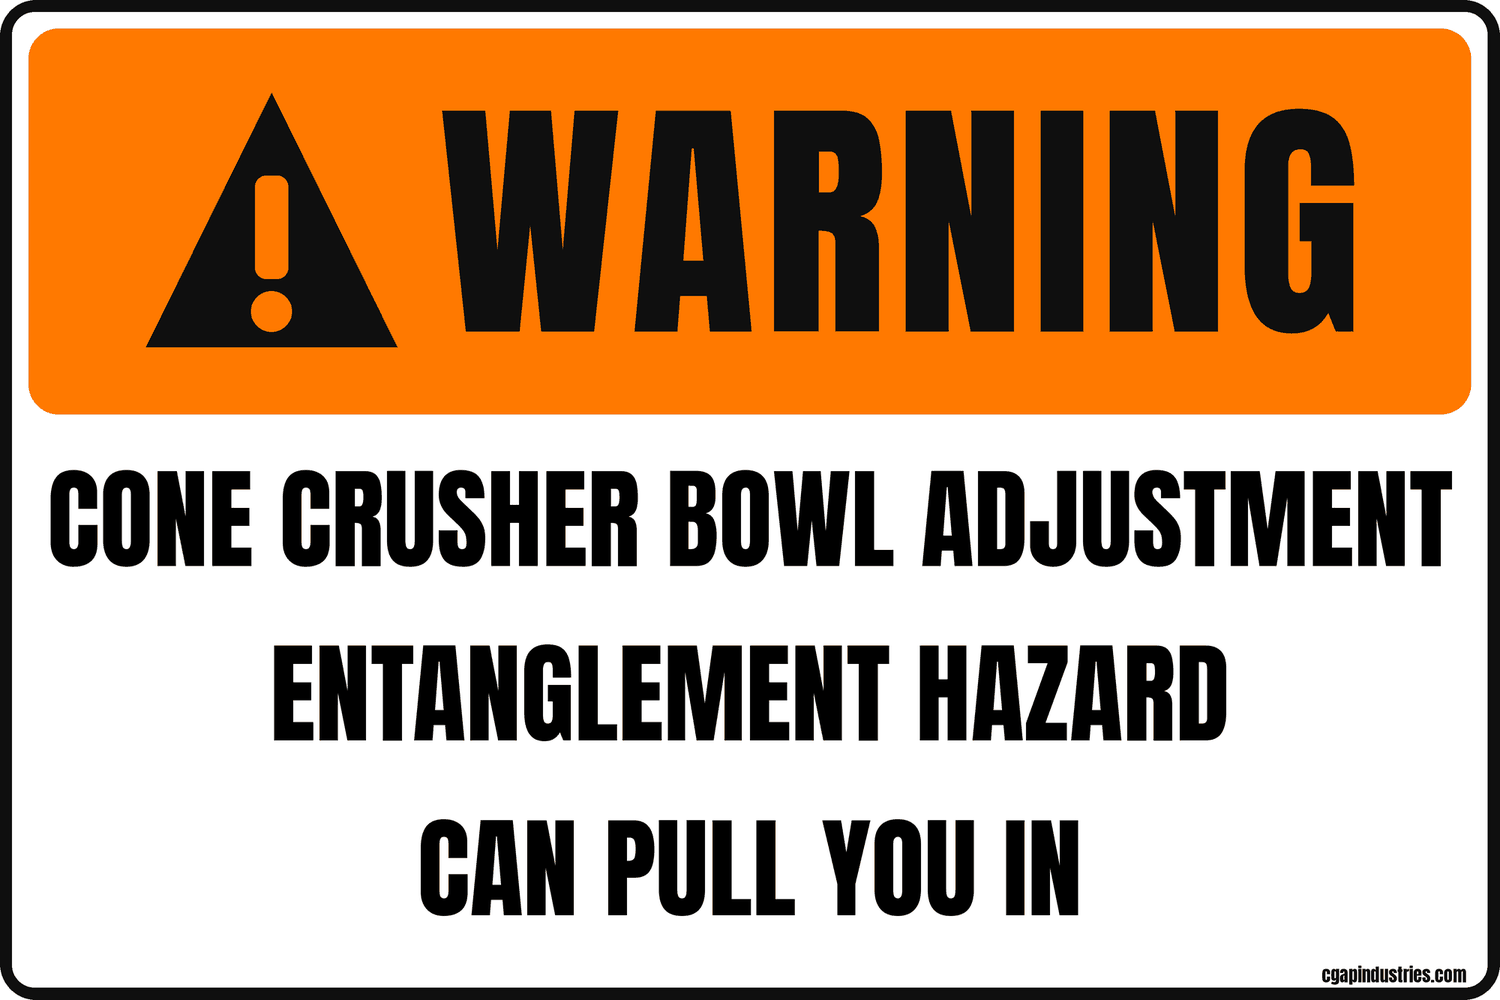 WARNING
CONE CRUSHER BOWL ADJUSTMENT
ENTANGLEMENT HAZARD
CAN PULL YOU IN
cgapindustries.com